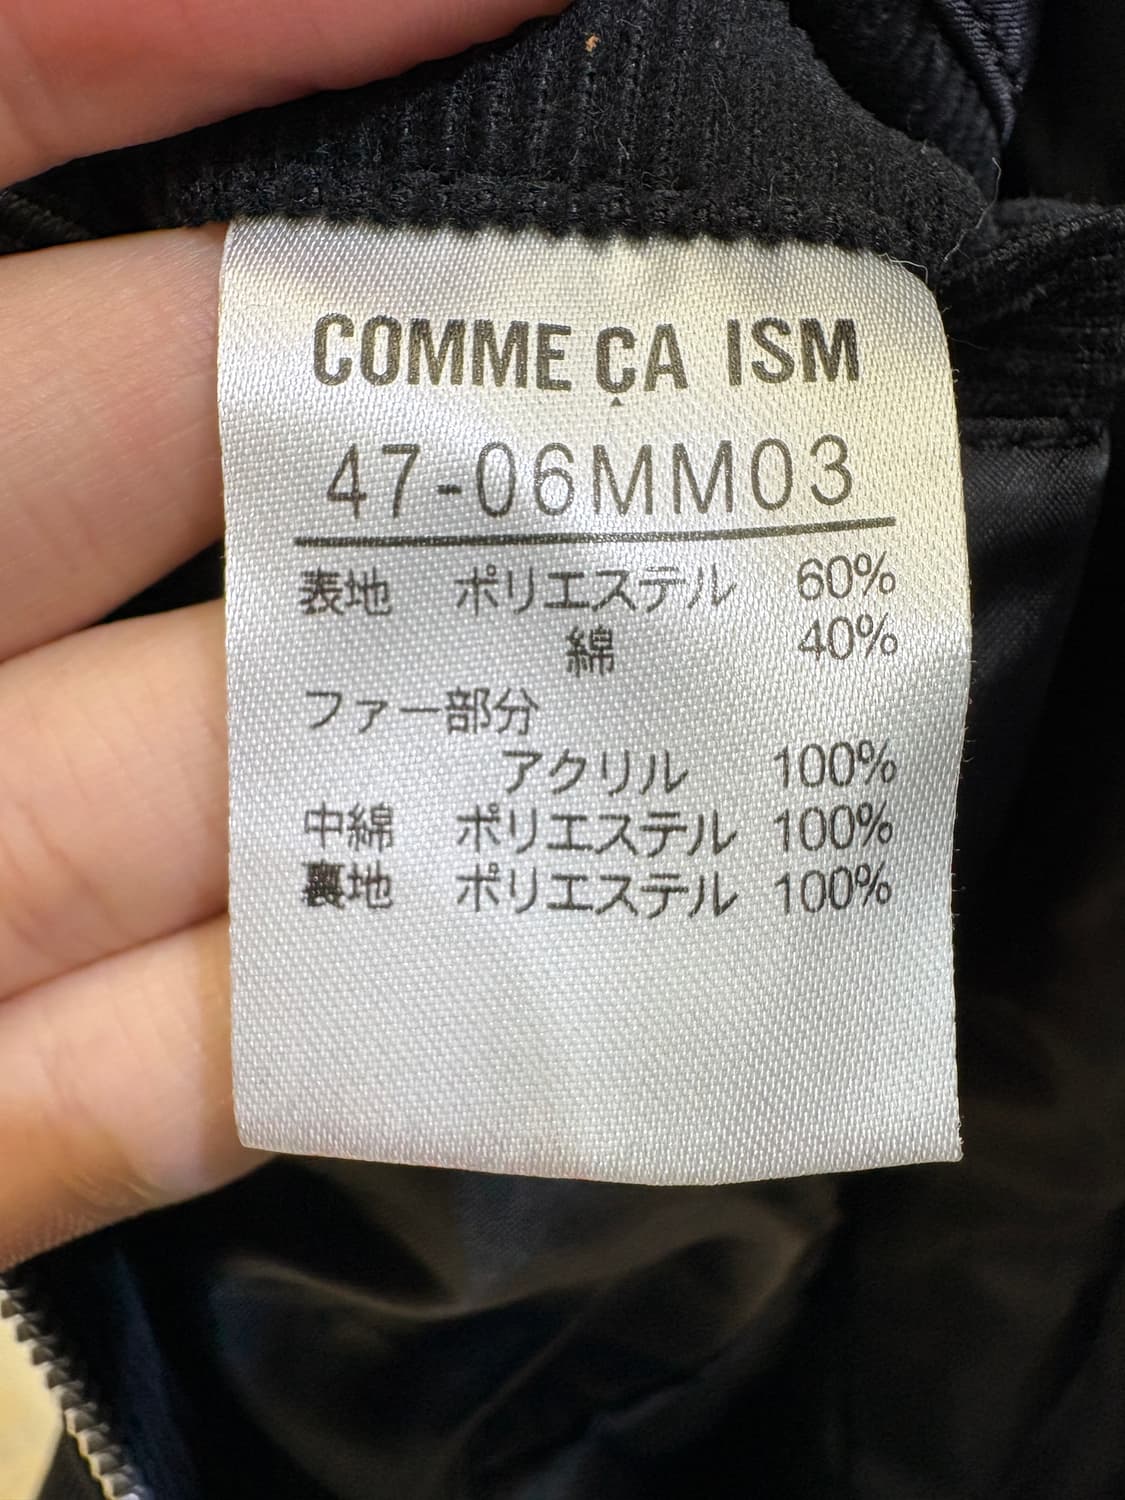 COMME ÇA ISM
47-06MM03
表地 ポリエステル 60%
綿 40%
ファー部分
アクリル 100%
中綿 ポリエステル 100%
裏地 ポリエステル 100%